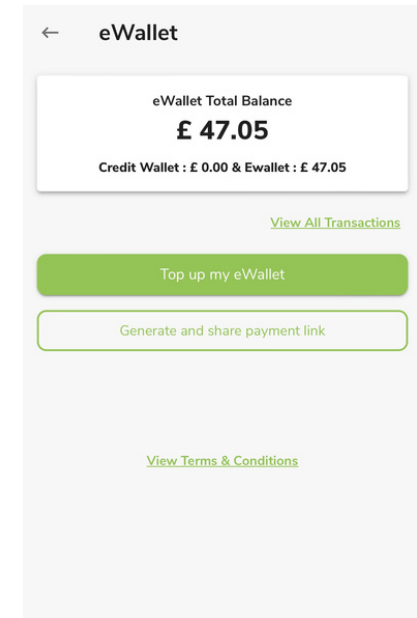 eWallet
eWallet Total Balance
£ 47.05
Credit Wallet : £ 0.00 & Ewallet : £ 47.05
View All Transactions
Top up my eWallet
Generate and share payment link
View Terms & Conditions